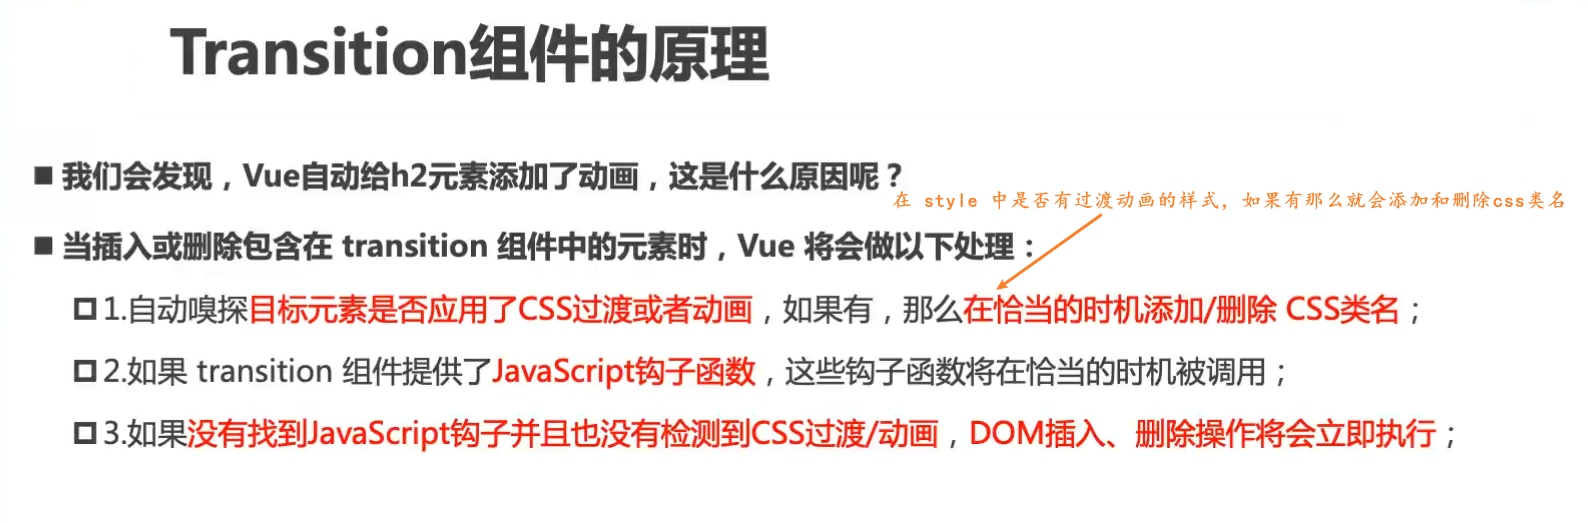 Transition组件的原理
我们会发现，Vue自动给h2元素添加了动画，这是什么原因呢？
在 style 中是否有过渡动画的样式，如果有那么就会添加和删除css类名
当插入或删除包含在 transition 组件中的元素时，Vue 将会做以下处理：
1.自动嗅探目标元素是否应用了CSS过渡或者动画，如果有，那么在恰当的时机添加/删除 CSS类名；
2.如果 transition 组件提供了JavaScript钩子函数，这些钩子函数将在恰当的时机被调用；
3.如果没有找到JavaScript钩子并且也没有检测到CSS过渡/动画，DOM插入、删除操作将会立即执行；